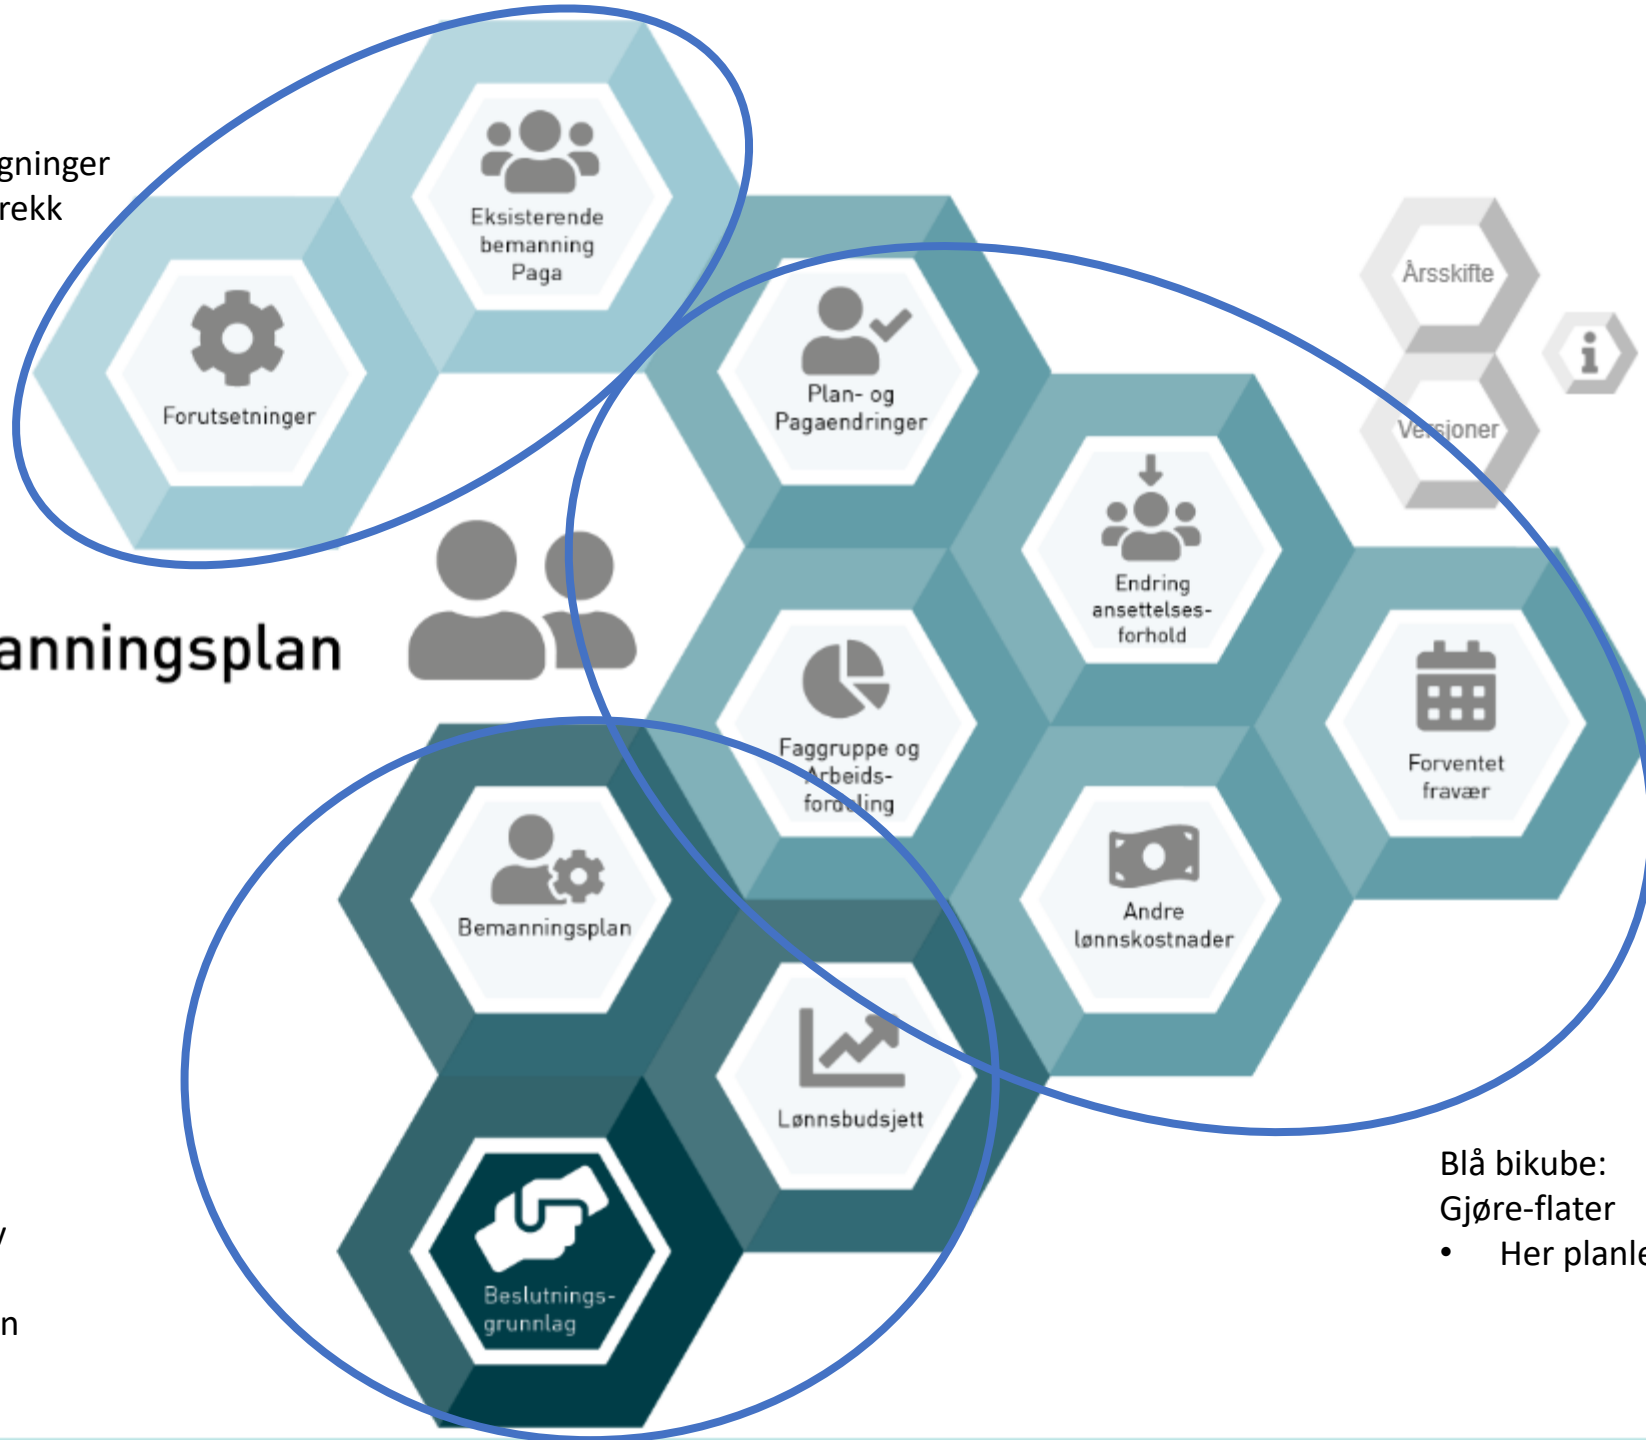 gninger
rekk
Eksisterende
bemanning
Paga
Forutsetninger
Plan- og
Pagaendringer
Årsskifte
Versjoner
Endring
ansettelses-
forhold
anningsplan
Faggruppe og
Arbeids-
fordeling
Forventet
fravær
Bemanningsplan
Andre
lønnskostnader
Lønnsbudsjett
Beslutnings-
grunnlag
n
Blå bikube:
Gjøre-flater
• Her planle